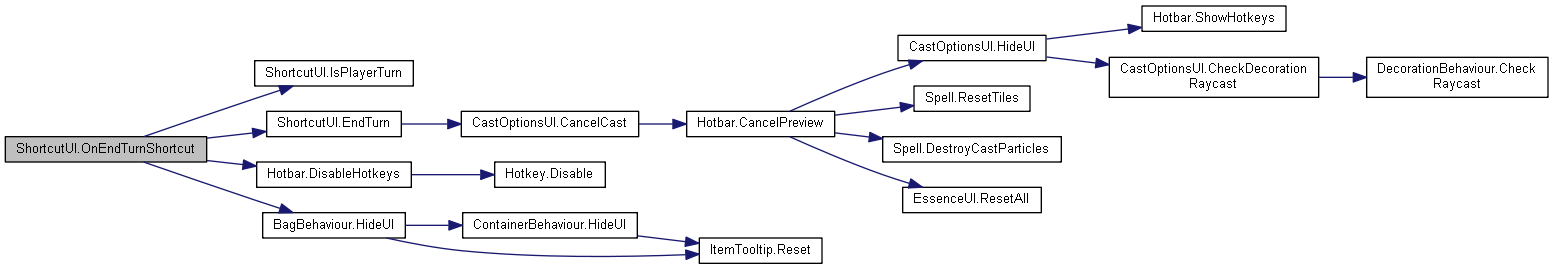 ShortcutUI.OnEndTurnShortcut
ShortcutUI.IsPlayerTurn
ShortcutUI.EndTurn
Hotbar.DisableHotkeys
BagBehaviour.HideUI
CastOptionsUI.CancelCast
Hotkey.Disable
ContainerBehaviour.HideUI
ItemTooltip.Reset
Hotbar.CancelPreview
CastOptionsUI.HideUI
Spell.ResetTiles
Spell.DestroyCastParticles
EssenceUI.ResetAll
Hotbar.ShowHotkeys
CastOptionsUI.CheckDecoration
Raycast
DecorationBehaviour.Check
Raycast